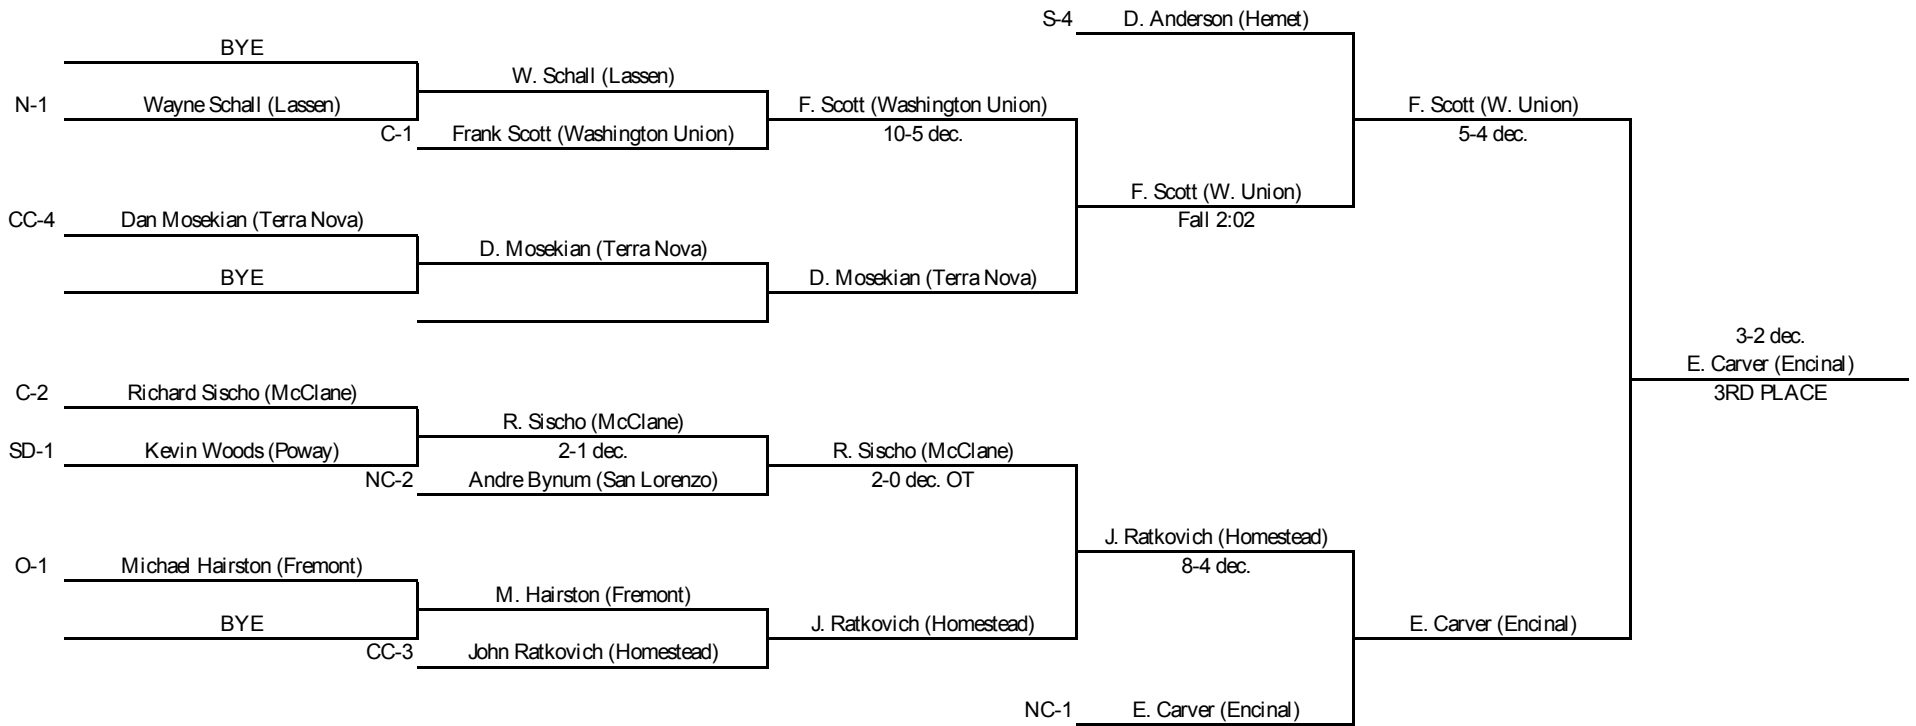 S-4 D. Anderson (Hemet)
BYE
W. Schall (Lassen)
N-1 Wayne Schall (Lassen) F. Scott (Washington Union) F. Scott (W. Union)
C-1 Frank Scott (Washington Union) 10-5 dec. 5-4 dec.
F. Scott (W. Union)
CC-4 Dan Mosekian (Terra Nova) Fall 2:02
D. Mosekian (Terra Nova)
BYE D. Mosekian (Terra Nova)
3-2 dec.
E. Carver (Encinal)
C-2 Richard Sischo (McClane) 3RD PLACE
R. Sischo (McClane)
SD-1 Kevin Woods (Poway) 2-1 dec. R. Sischo (McClane)
NC-2 Andre Bynum (San Lorenzo) 2-0 dec. OT
J. Ratkovich (Homestead)
O-1 Michael Hairston (Fremont) 8-4 dec.
M. Hairston (Fremont)
BYE J. Ratkovich (Homestead) E. Carver (Encinal)
CC-3 John Ratkovich (Homestead)
NC-1 E. Carver (Encinal)